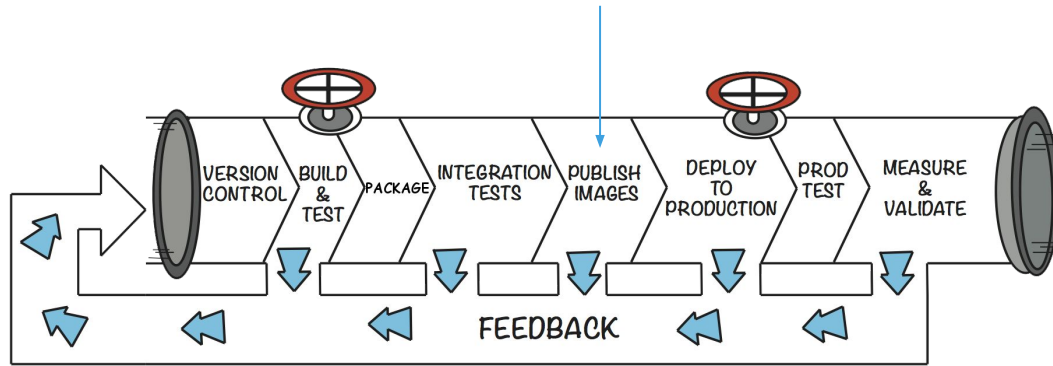 VERSION
CONTROL
BUILD
&
TEST
PACKAGE
INTEGRATION
TESTS
PUBLISH
IMAGES
DEPLOY
TO
PRODUCTION
PROD
TEST
MEASURE
&
VALIDATE
FEEDBACK